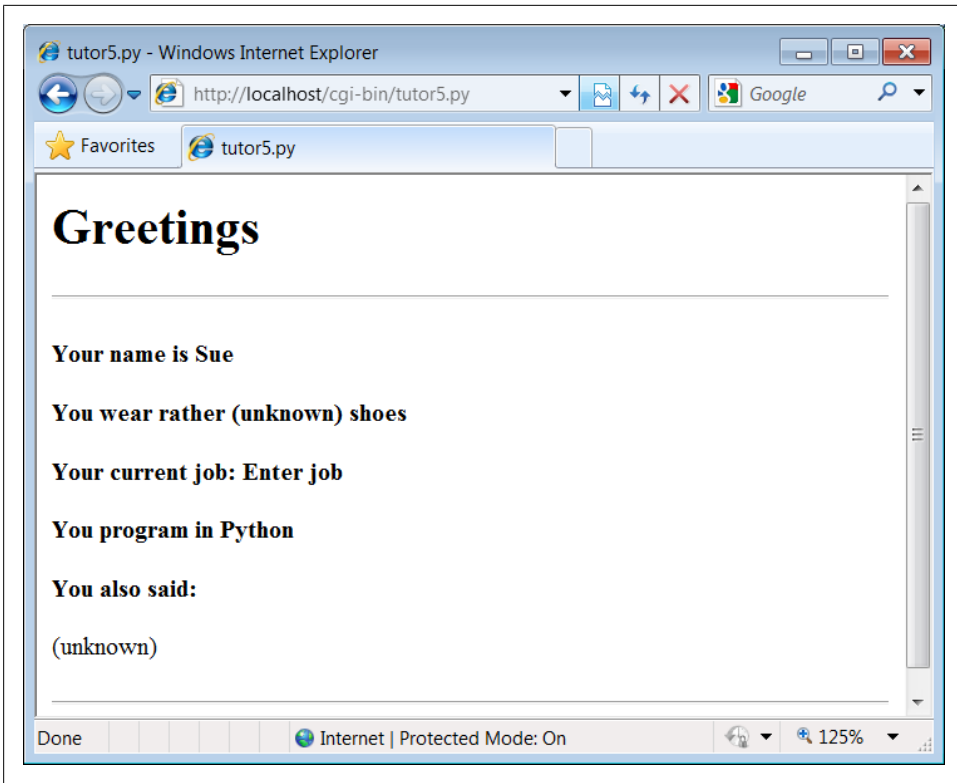 tutor5.py - Windows Internet Explorer
http://localhost/cgi-bin/tutor5.py
Google
Favorites
tutor5.py
Greetings
Your name is Sue
You wear rather (unknown) shoes
Your current job: Enter job
You program in Python
You also said:
(unknown)
Done
Internet | Protected Mode: On
125%